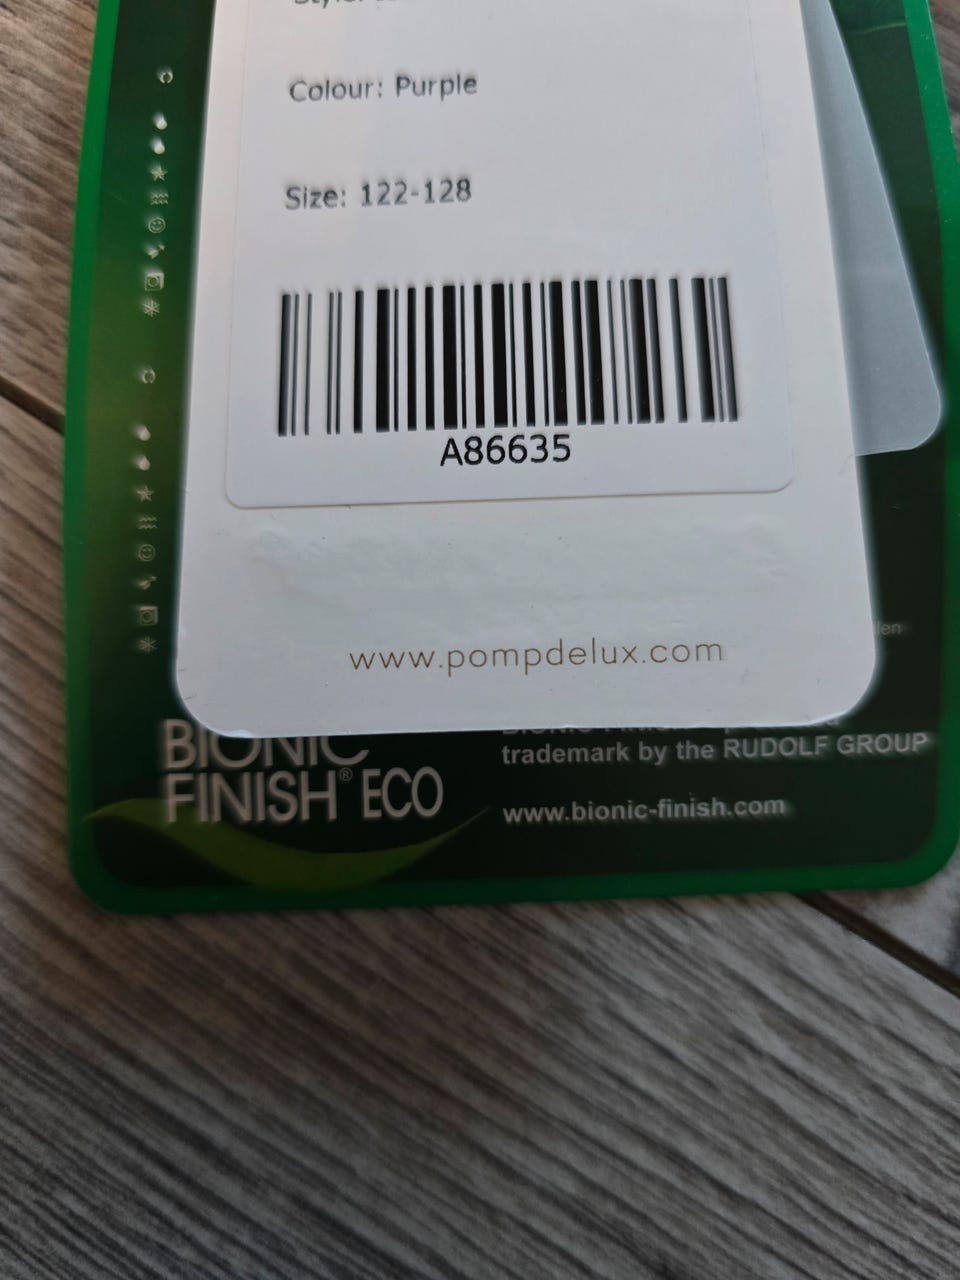 Colour: Purple
Size: 122-128
A86635
www.pompdelux.com
BIONIC
FINISH® ECO
trademark by the RUDOLF GROUP
www.bionic-finish.com